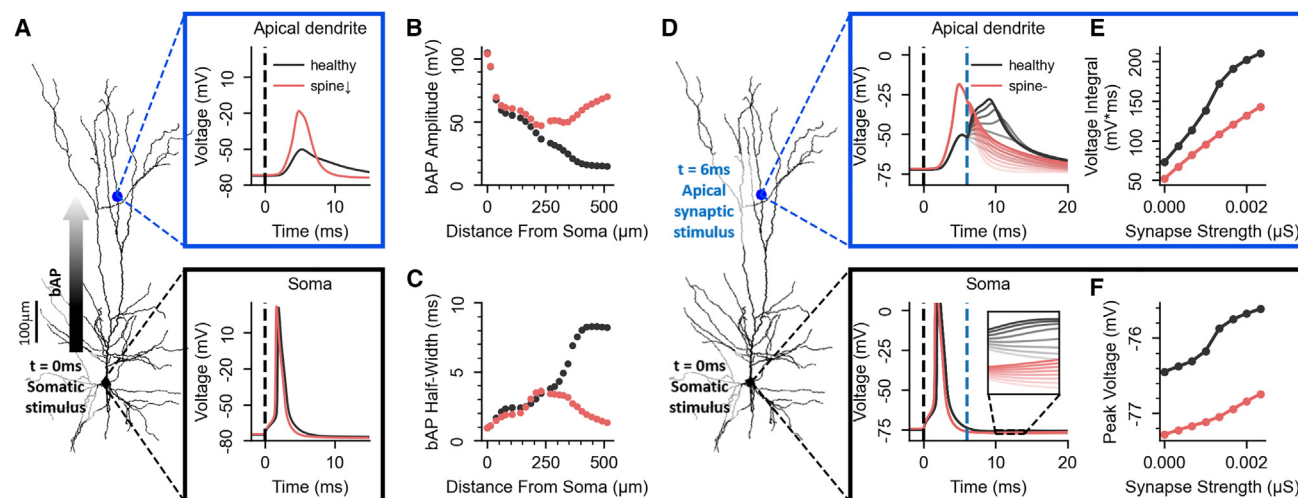 A
Apical dendrite
Voltage (mV)
10
-20
-50
-80
healthy
spine↓
0
10
Time (ms)
bAP
100µm
t = 0ms
Somatic
stimulus
Soma
Voltage (mV)
10
-20
-50
-80
0
10
Time (ms)
B
bAP Amplitude (mV)
100
50
0
0
250
500
Distance From Soma (µm)
C
bAP Half-Width (ms)
10
5
0
0
250
500
Distance From Soma (µm)
D
t = 6ms
Apical
synaptic
stimulus
t = 0ms
Somatic
stimulus
Apical dendrite
Voltage (mV)
0
-25
-50
-75
healthy
spine-
0
10
20
Time (ms)
Soma
Voltage (mV)
0
-25
-50
-75
0
10
20
Time (ms)
E
Voltage Integral
(mV*ms)
200
150
100
50
0.000
0.002
Synapse Strength (µS)
F
Peak Voltage (mV)
-76
-77
0.000
0.002
Synapse Strength (µS)